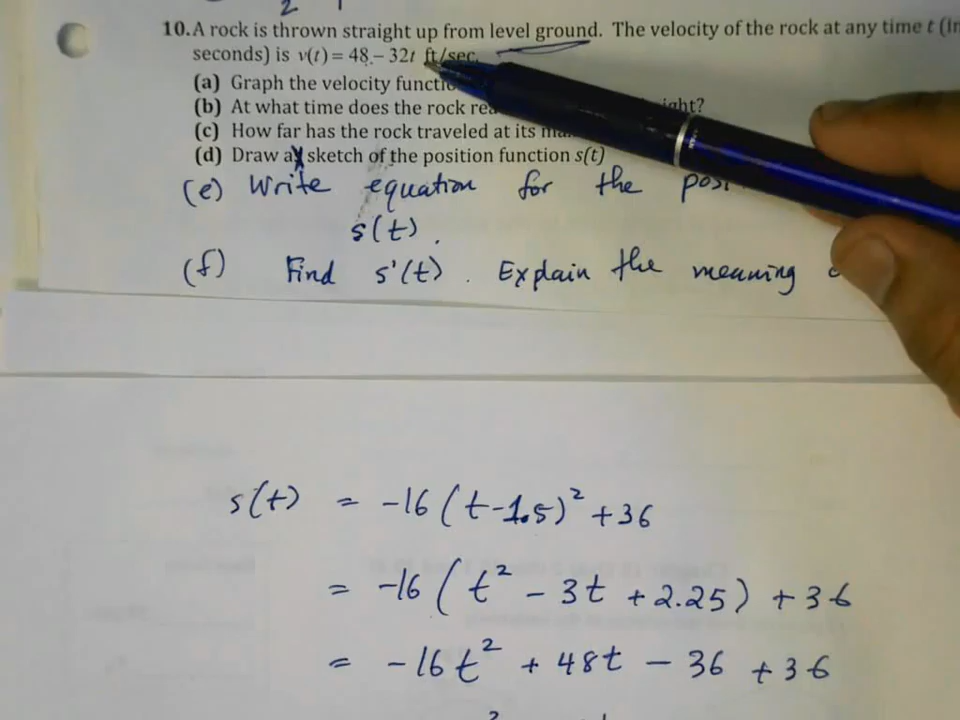 10. A rock is thrown straight up from level ground. The velocity of the rock at any time t (in
seconds) is v(t) = 48 - 32t ft/sec.
(a) Graph the velocity
(b) At what time does the rock
(c) How far has the rock traveled at its
(d) Draw a sketch of the position function s(t)
(e) Write equation for the
s(t).
(f) Find s'(t). Explain the meaning
s(t) = -16(t-1.5)² +36
= -16(t² - 3t +2.25) +36
= -16t² + 48t - 36 +36